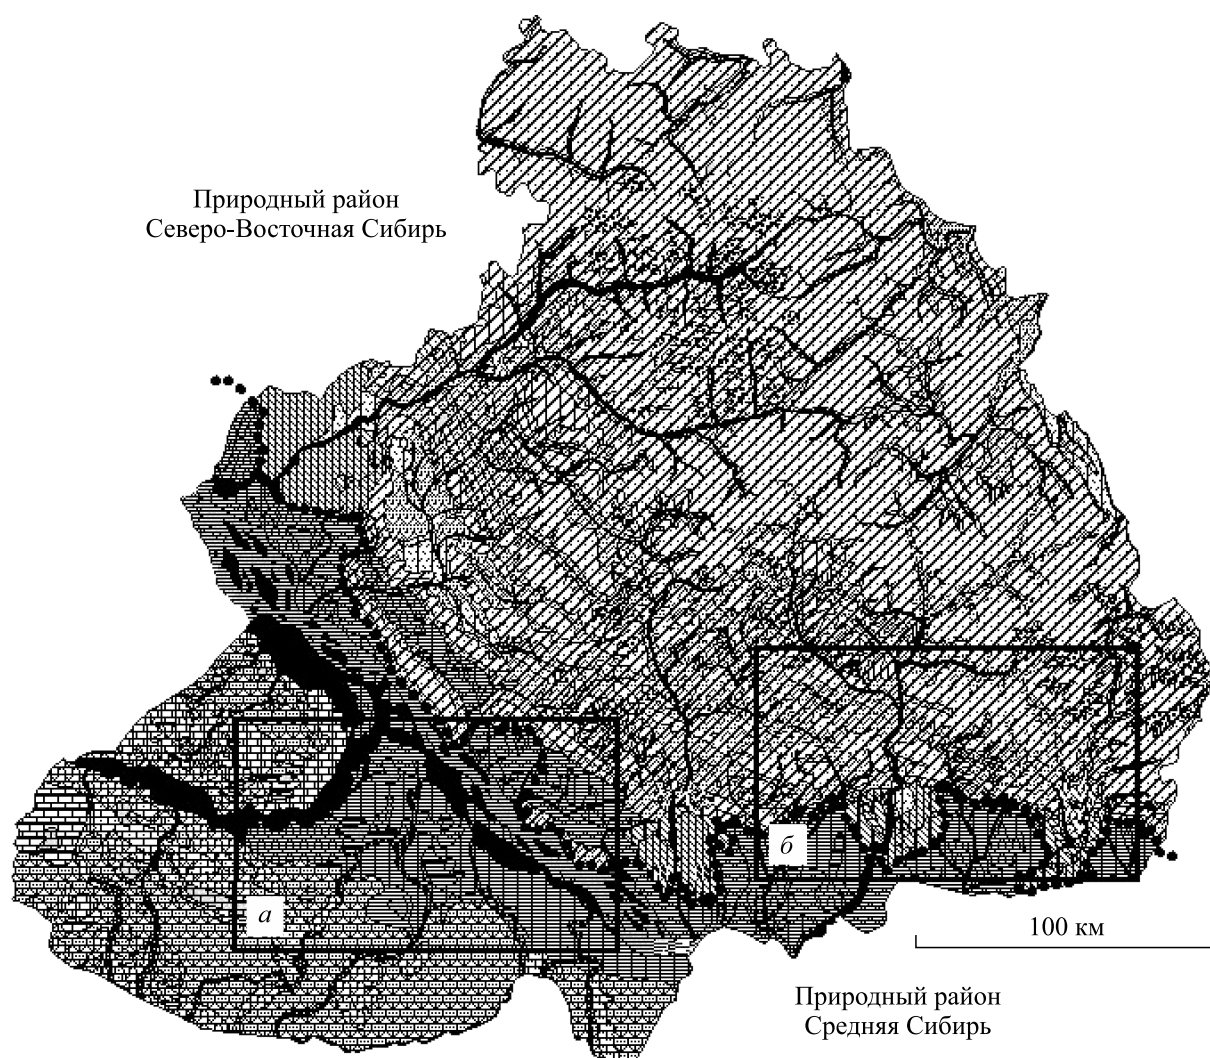 Природный район
Северо-Восточная Сибирь
б
а
100 км
Природный район
Средняя Сибирь